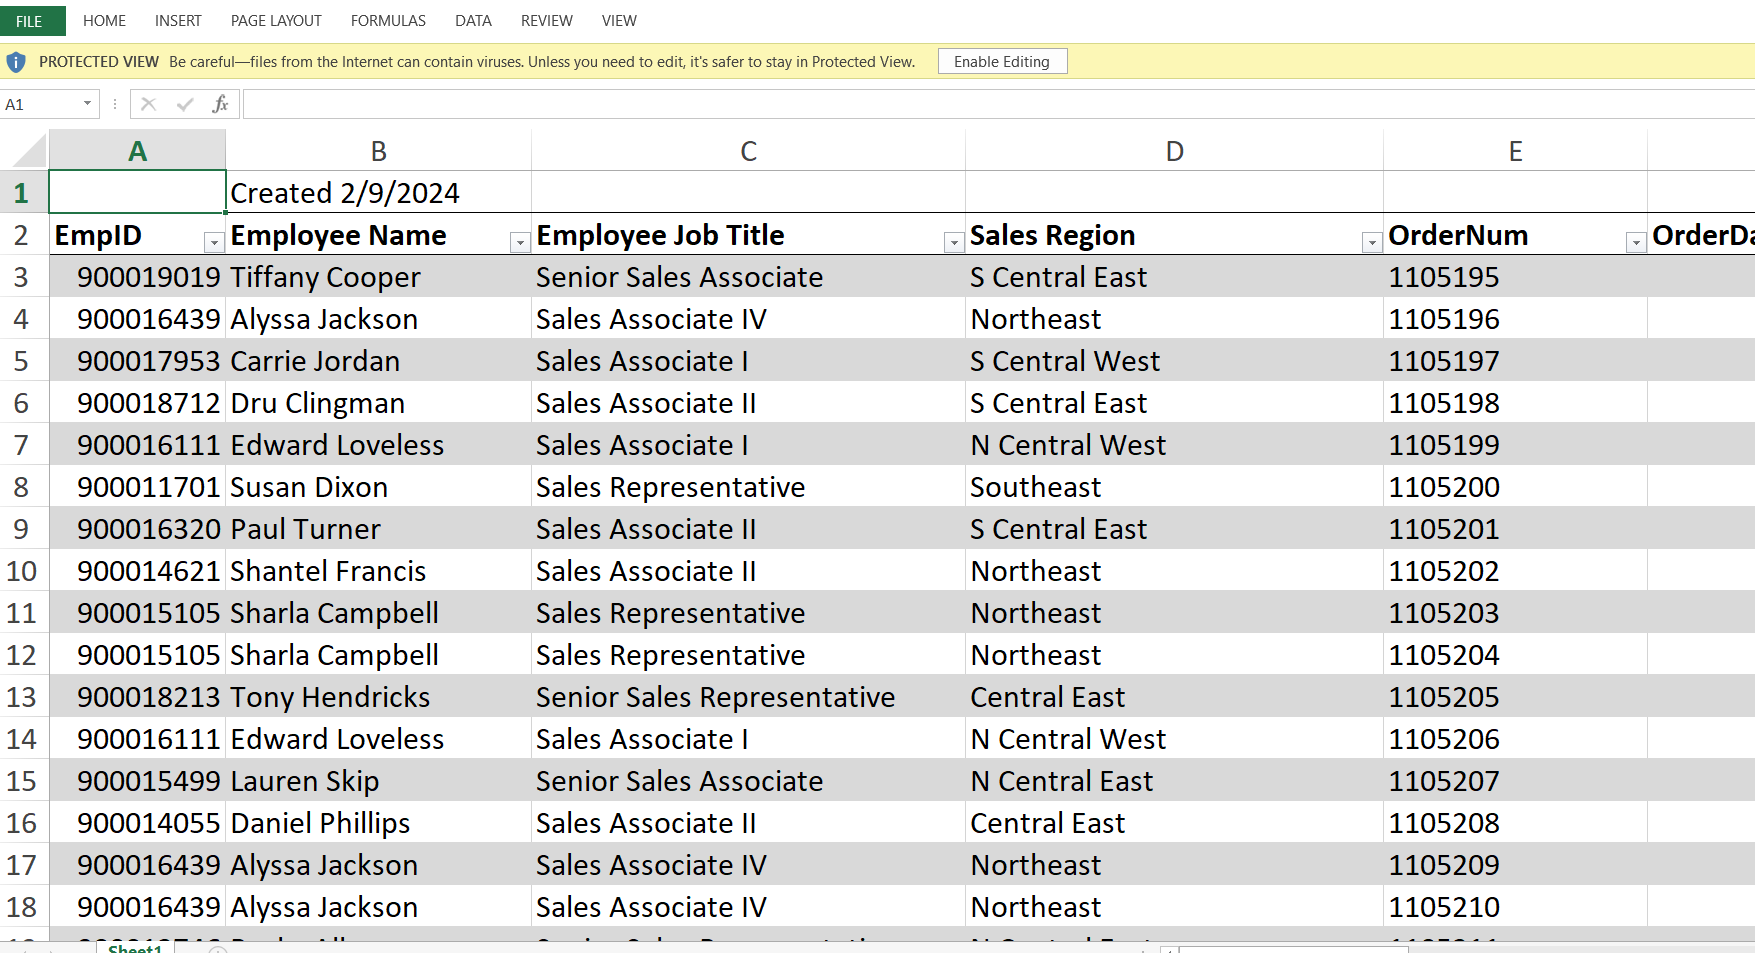 FILE HOME INSERT PAGE LAYOUT FORMULAS DATA REVIEW VIEW
PROTECTED VIEW Be careful—files from the Internet can contain viruses. Unless you need to edit, it's safer to stay in Protected View. Enable Editing
A1 fx
A B C D E
1 Created 2/9/2024
2 EmpID Employee Name Employee Job Title Sales Region OrderNum
3 900019019 Tiffany Cooper Senior Sales Associate S Central East 1105195
4 900016439 Alyssa Jackson Sales Associate IV Northeast 1105196
5 900017953 Carrie Jordan Sales Associate I S Central West 1105197
6 900018712 Dru Clingman Sales Associate II S Central East 1105198
7 900016111 Edward Loveless Sales Associate I N Central West 1105199
8 900011701 Susan Dixon Sales Representative Southeast 1105200
9 900016320 Paul Turner Sales Associate II S Central East 1105201
10 900014621 Shantel Francis Sales Associate II Northeast 1105202
11 900015105 Sharla Campbell Sales Representative Northeast 1105203
12 900015105 Sharla Campbell Sales Representative Northeast 1105204
13 900018213 Tony Hendricks Senior Sales Representative Central East 1105205
14 900016111 Edward Loveless Sales Associate I N Central West 1105206
15 900015499 Lauren Skip Senior Sales Associate N Central East 1105207
16 900014055 Daniel Phillips Sales Associate II Central East 1105208
17 900016439 Alyssa Jackson Sales Associate IV Northeast 1105209
18 900016439 Alyssa Jackson Sales Associate IV Northeast 1105210
Sheet1